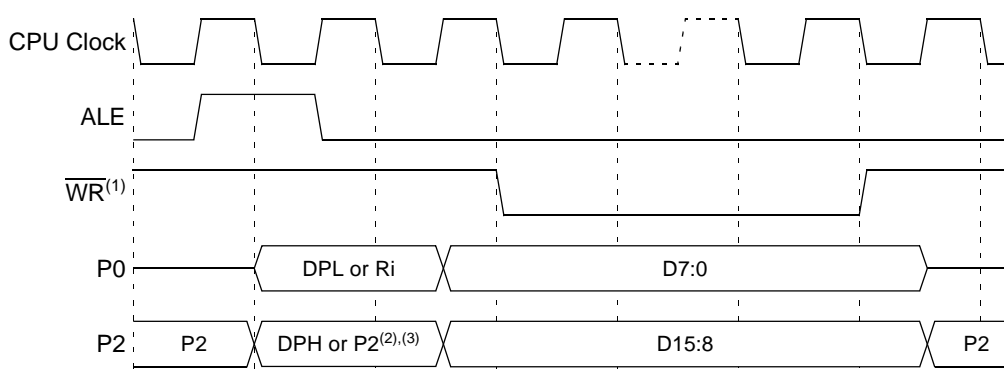 CPU Clock
ALE
WR(1)
P0 DPL or Ri D7:0
P2 P2 DPH or P2(2),(3) D15:8 P2